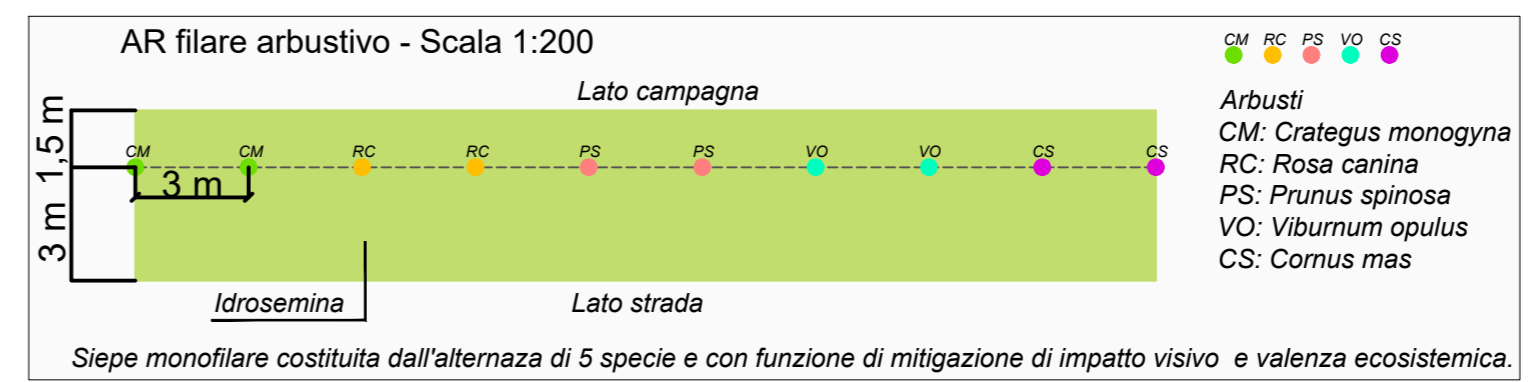 AR filare arbustivo - Scala 1:200
CM RC PS VO CS
Lato campagna
Arbusti
CM: Crategus monogyna
RC: Rosa canina
PS: Prunus spinosa
VO: Viburnum opulus
CS: Cornus mas
1,5 m
CM CM RC RC PS PS VO VO CS CS
3 m
3 m
Idrosemina
Lato strada
Siepe monofilare costituita dall'alternaza di 5 specie e con funzione di mitigazione di impatto visivo e valenza ecosistemica.